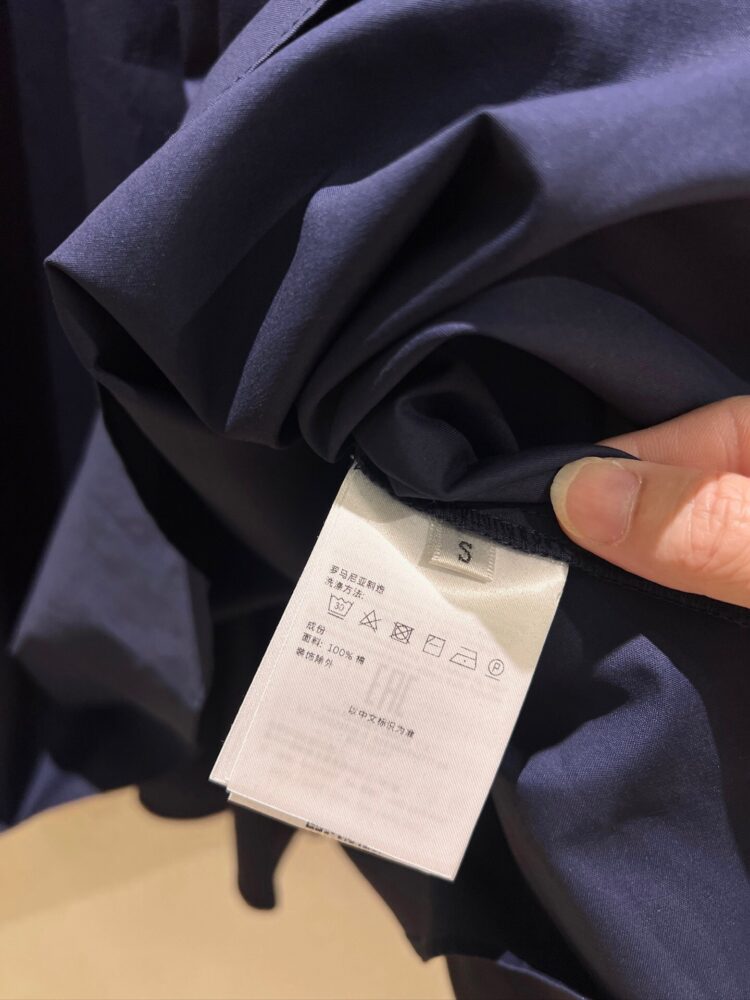 S
罗马尼亚制造
洗涤方法:
30
P
成份
面料: 100% 棉
装饰除外
EAC
以中文标识为准